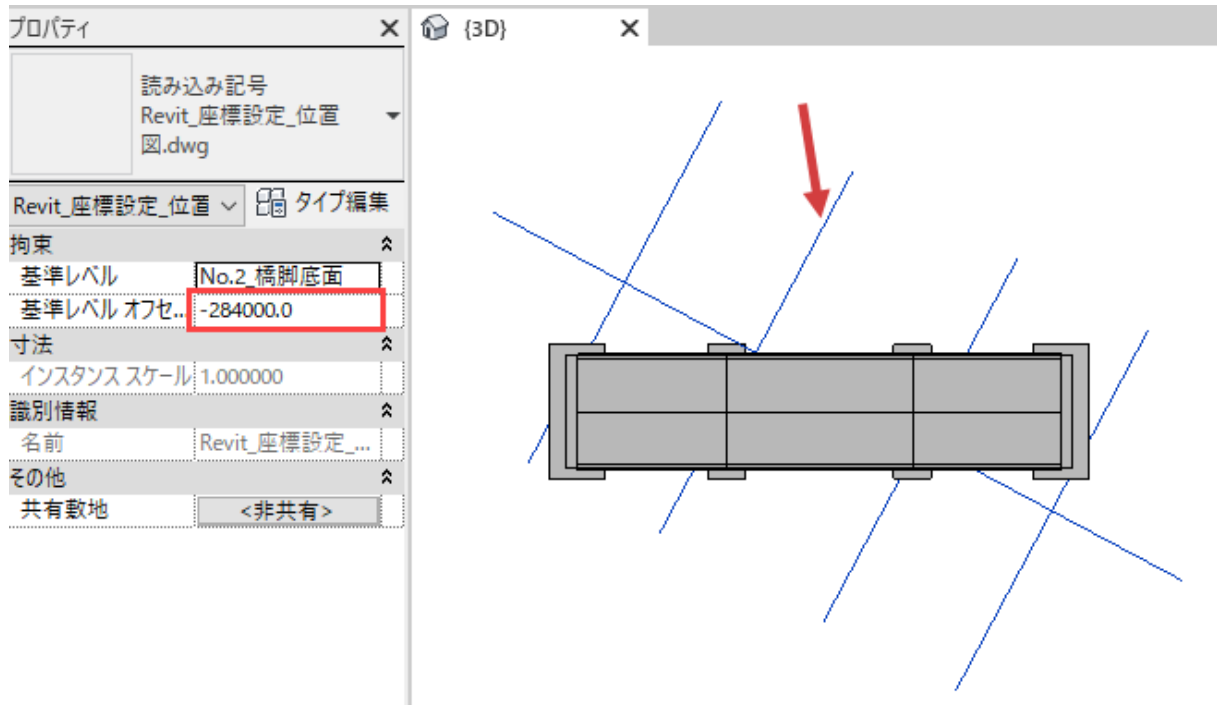 プロパティ
{3D}
読み込み記号
Revit_座標設定_位置
図.dwg
Revit_座標設定_位置
タイプ編集
拘束
基準レベル No.2_橋脚底面
基準レベル オフセ... -284000.0
寸法
インスタンス スケール 1.000000
識別情報
名前 Revit_座標設定_...
その他
共有敷地 <非共有>